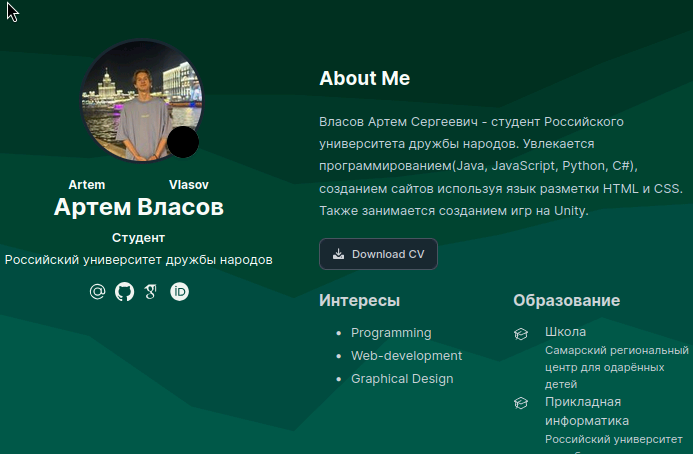 Artem Vlasov
Артем Власов
Студент
Российский университет дружбы народов
About Me
Власов Артем Сергеевич - студент Российского
университета дружбы народов. Увлекается
программированием(Java, JavaScript, Python, C#),
созданием сайтов используя язык разметки HTML и CSS.
Также занимается созданием игр на Unity.
Download CV
Интересы
Programming
Web-development
Graphical Design
Образование
Школа
Самарский региональный
центр для одарённых
детей
Прикладная
информатика
Российский университет